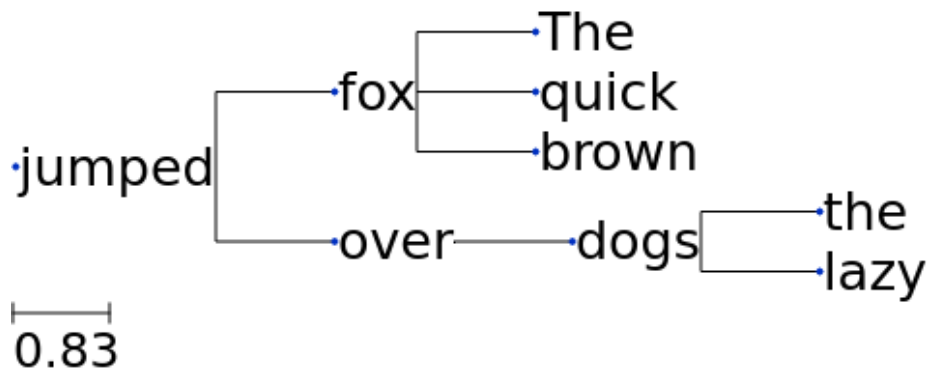 The
fox quick
brown
jumped
the
over dogs
lazy
0.83